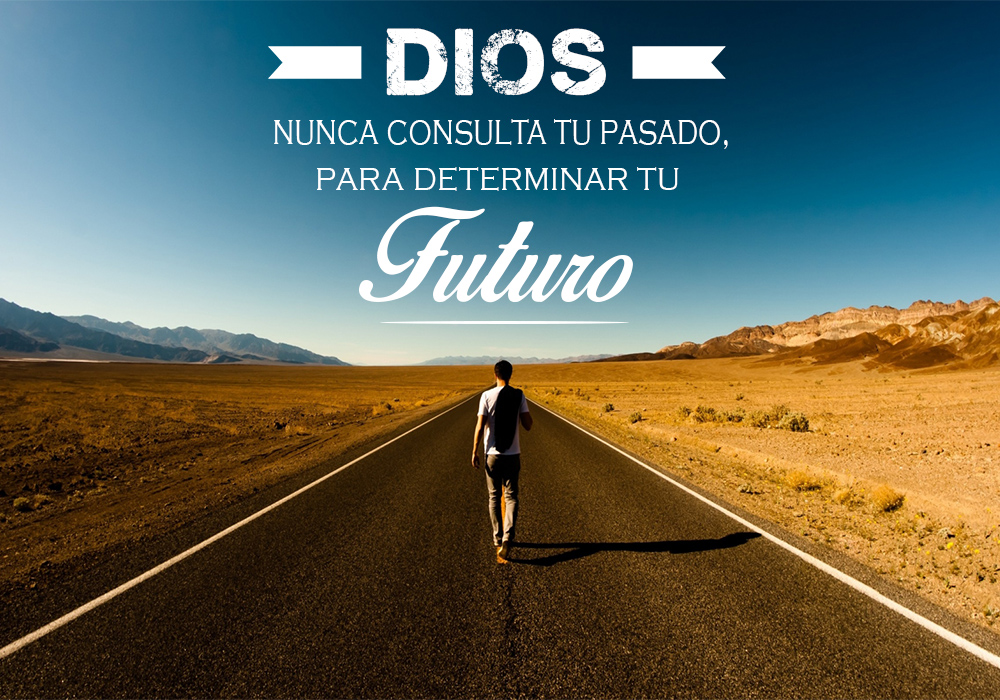 DIOS
NUNCA CONSULTA TU PASADO,
PARA DETERMINAR TU
Futuro